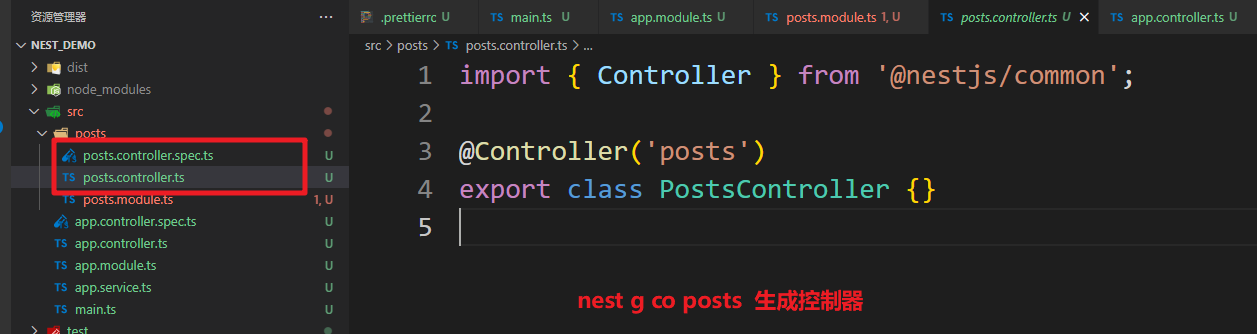 资源管理器
NEST_DEMO
dist
node_modules
src
posts
posts.controller.spec.ts U
posts.controller.ts U
posts.module.ts 1, U
app.controller.spec.ts U
app.controller.ts U
app.module.ts U
app.service.ts U
main.ts U
test
.prettierrc U
TS main.ts U
TS app.module.ts U
TS posts.module.ts 1, U
TS posts.controller.ts U
TS app.controller.ts U
src > posts > TS posts.controller.ts > ...
1 import { Controller } from '@nestjs/common';
2
3 @Controller('posts')
4 export class PostsController {}
5
nest g co posts 生成控制器